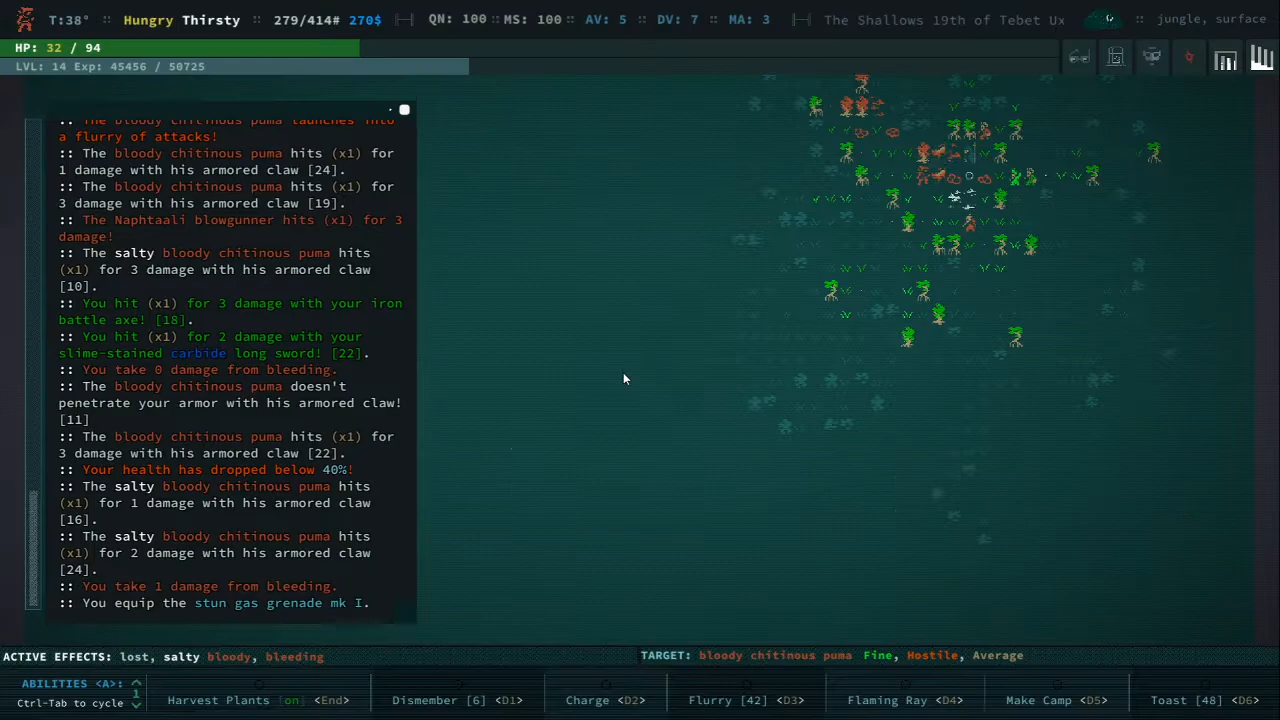 T:38° :: Hungry Thirsty :: 279/414# 270$ QN: 100 :: MS: 100 :: AV: 5 :: DV: 7 :: MA: 3 The Shallows 19th of Tebet Ux :: jungle, surface
HP: 32 / 94
LVL: 14 Exp: 45456 / 50725
:: The bloody chitinous puma launches into
a flurry of attacks!
:: The bloody chitinous puma hits (x1) for
1 damage with his armored claw [24].
:: The bloody chitinous puma hits (x1) for
3 damage with his armored claw [19].
:: The Naphtaali blowgunner hits (x1) for 3
damage!
:: The salty bloody chitinous puma hits
(x1) for 3 damage with his armored claw
[10].
:: You hit (x1) for 3 damage with your iron
battle axe! [18].
:: You hit (x1) for 2 damage with your
slime-stained carbide long sword! [22].
:: You take 0 damage from bleeding.
:: The bloody chitinous puma doesn't
penetrate your armor with his armored claw!
[11]
:: The bloody chitinous puma hits (x1) for
3 damage with his armored claw [22].
:: Your health has dropped below 40%!
:: The salty bloody chitinous puma hits
(x1) for 1 damage with his armored claw
[16].
:: The salty bloody chitinous puma hits
(x1) for 2 damage with his armored claw
[24].
:: You take 1 damage from bleeding.
:: You equip the stun gas grenade mk I.
ACTIVE EFFECTS: lost, salty bloody, bleeding
TARGET: bloody chitinous puma Fine, Hostile, Average
ABILITIES <A>: 1
Ctrl-Tab to cycle
Harvest Plants [on] <End>
Dismember [6] <D1>
Charge <D2>
Flurry [42] <D3>
Flaming Ray <D4>
Make Camp <D5>
Toast [48] <D6>